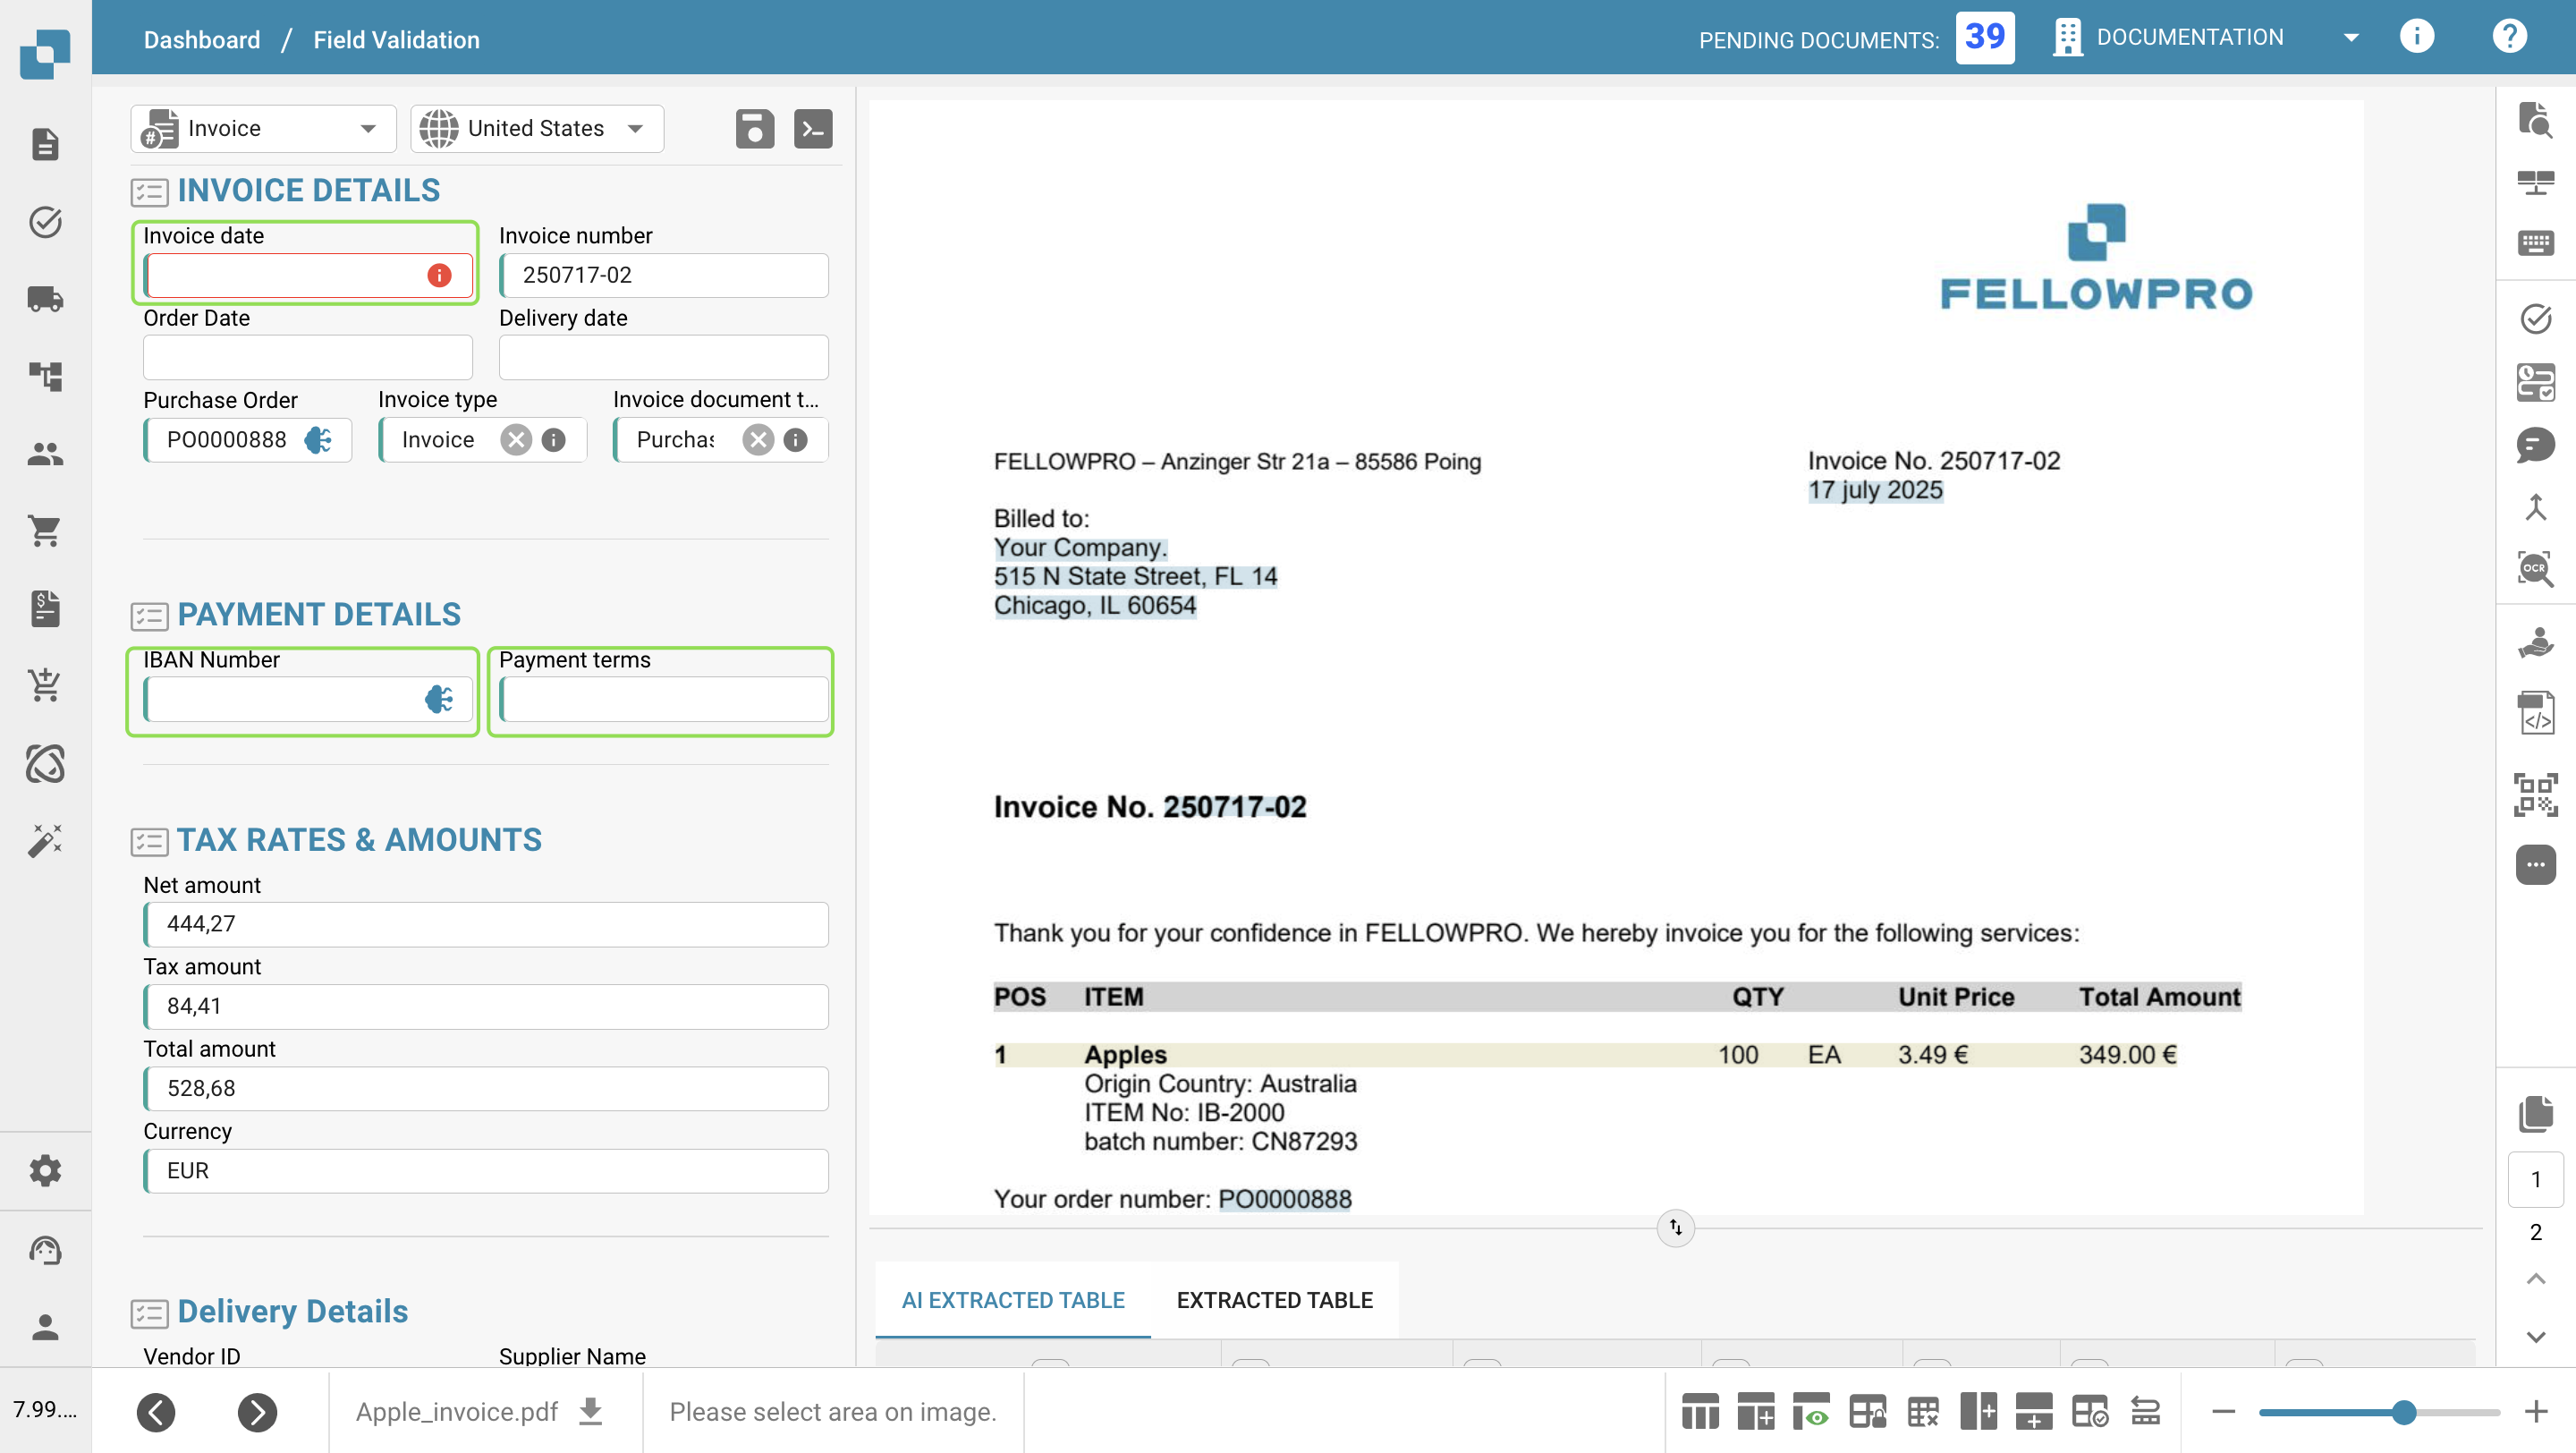 Dashboard / Field Validation
PENDING DOCUMENTS: 39
DOCUMENTATION
Invoice
United States
INVOICE DETAILS
Invoice date
Invoice number
250717-02
Order Date
Delivery date
Purchase Order
Invoice type
Invoice document t...
PO0000888
Invoice
Purchas
PAYMENT DETAILS
IBAN Number
Payment terms
TAX RATES & AMOUNTS
Net amount
444,27
Tax amount
84,41
Total amount
528,68
Currency
EUR
Delivery Details
Vendor ID
Supplier Name
FELLOWPRO
FELLOWPRO – Anzinger Str 21a – 85586 Poing
Invoice No. 250717-02
17 july 2025
Billed to:
Your Company.
515 N State Street, FL 14
Chicago, IL 60654
Invoice No. 250717-02
Thank you for your confidence in FELLOWPRO. We hereby invoice you for the following services:
POS ITEM QTY Unit Price Total Amount
1 Apples 100 EA 3.49 € 349.00 €
Origin Country: Australia
ITEM No: IB-2000
batch number: CN87293
Your order number: PO0000888
AI EXTRACTED TABLE
EXTRACTED TABLE
OCR
1
2
7.99....
Apple_invoice.pdf
Please select area on image.